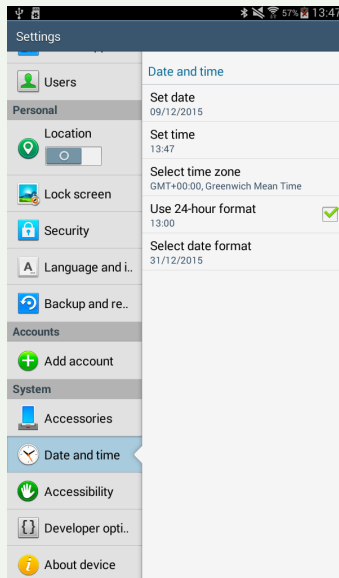 57% 13:47
Settings
Users
Personal
Location
Lock screen
Security
Language and i..
Backup and re..
Accounts
Add account
System
Accessories
Date and time
Accessibility
Developer opti..
About device
Date and time
Set date
09/12/2015
Set time
13:47
Select time zone
GMT+00:00, Greenwich Mean Time
Use 24-hour format
13:00
Select date format
31/12/2015